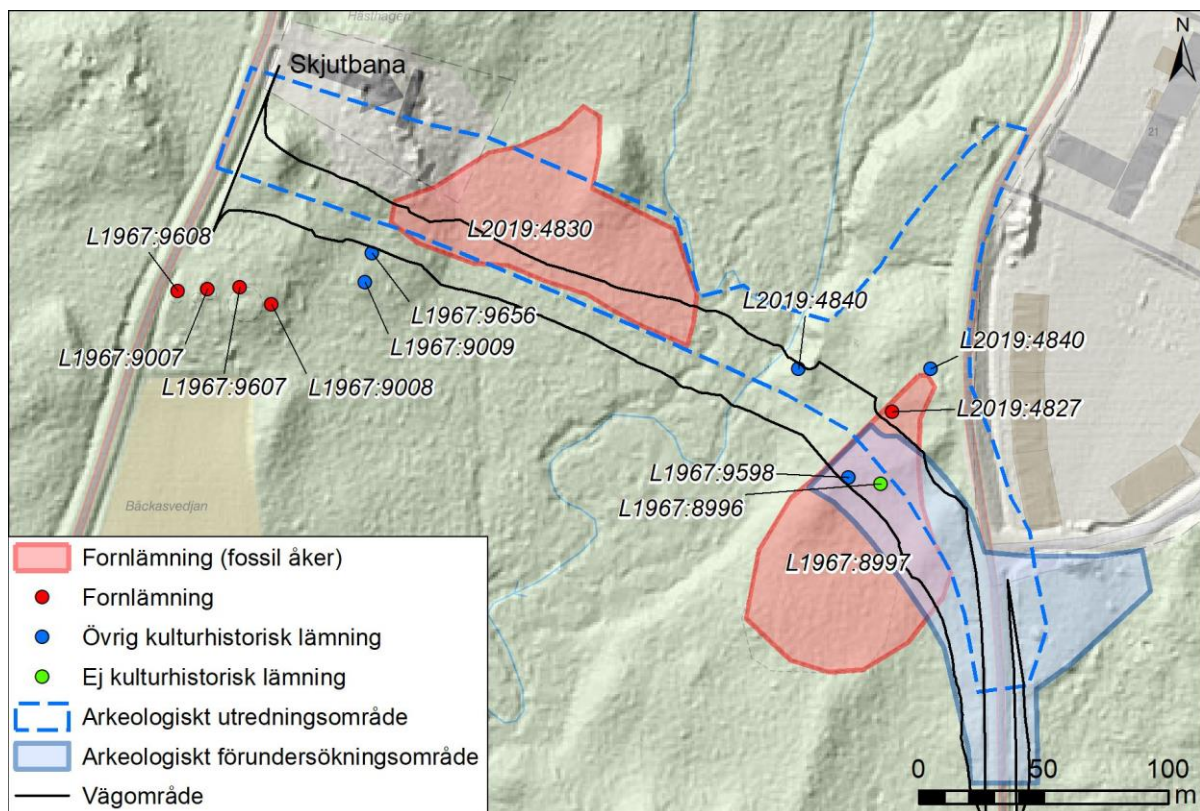 Hästhagen
N
Skjutbana
21
L2019:4830
L1967:9608
L2019:4840
L1967:9656
L2019:4840
L1967:9007
L1967:9009
L1967:9607
L1967:9008
L2019:4827
L1967:9598
L1967:8996
Bäckasvedjan
L1967:8997
Fornlämning (fossil åker)
Fornlämning
Övrig kulturhistorisk lämning
Ej kulturhistorisk lämning
Arkeologiskt utredningsområde
Arkeologiskt förundersökningsområde
Vägområde
0 50 100
m